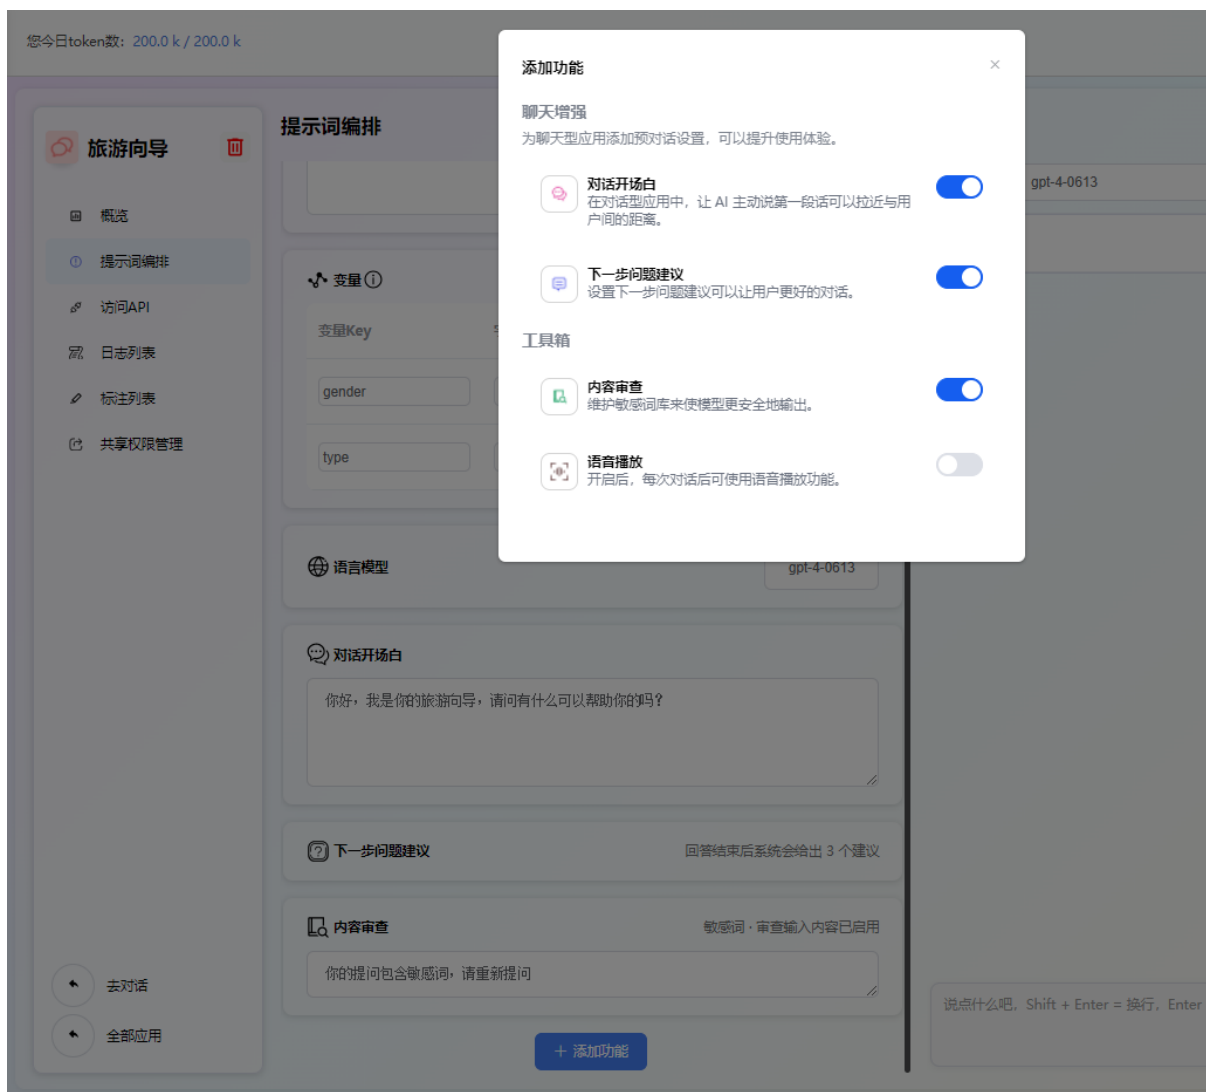 您今日token数: 200.0 k / 200.0 k
旅游向导
概览
提示词编排
访问API
日志列表
标注列表
共享权限管理
去对话
全部应用
提示词编排
变量
变量Key
gender
type
语言模型
gpt-4-0613
对话开场白
你好，我是你的旅游向导，请问有什么可以帮助你的吗？
下一步问题建议
回答结束后系统会给出 3 个建议
内容审查
敏感词 · 审查输入内容已启用
你的提问包含敏感词，请重新提问
+ 添加功能
添加功能
×
聊天增强
为聊天型应用添加预对话设置，可以提升使用体验。
对话开场白
在对话型应用中，让 AI 主动说第一段话可以拉近与用
户间的距离。
下一步问题建议
设置下一步问题建议可以让用户更好的对话。
工具箱
内容审查
维护敏感词库来使模型更安全地输出。
语音播放
开启后，每次对话后可使用语音播放功能。
gpt-4-0613
说点什么吧，Shift + Enter = 换行，Enter